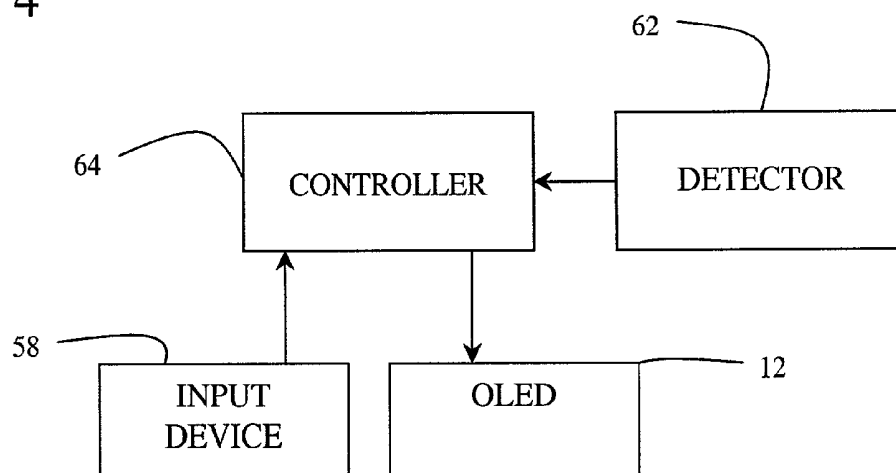 4
62
64
CONTROLLER
DETECTOR
58
12
INPUT
DEVICE
OLED